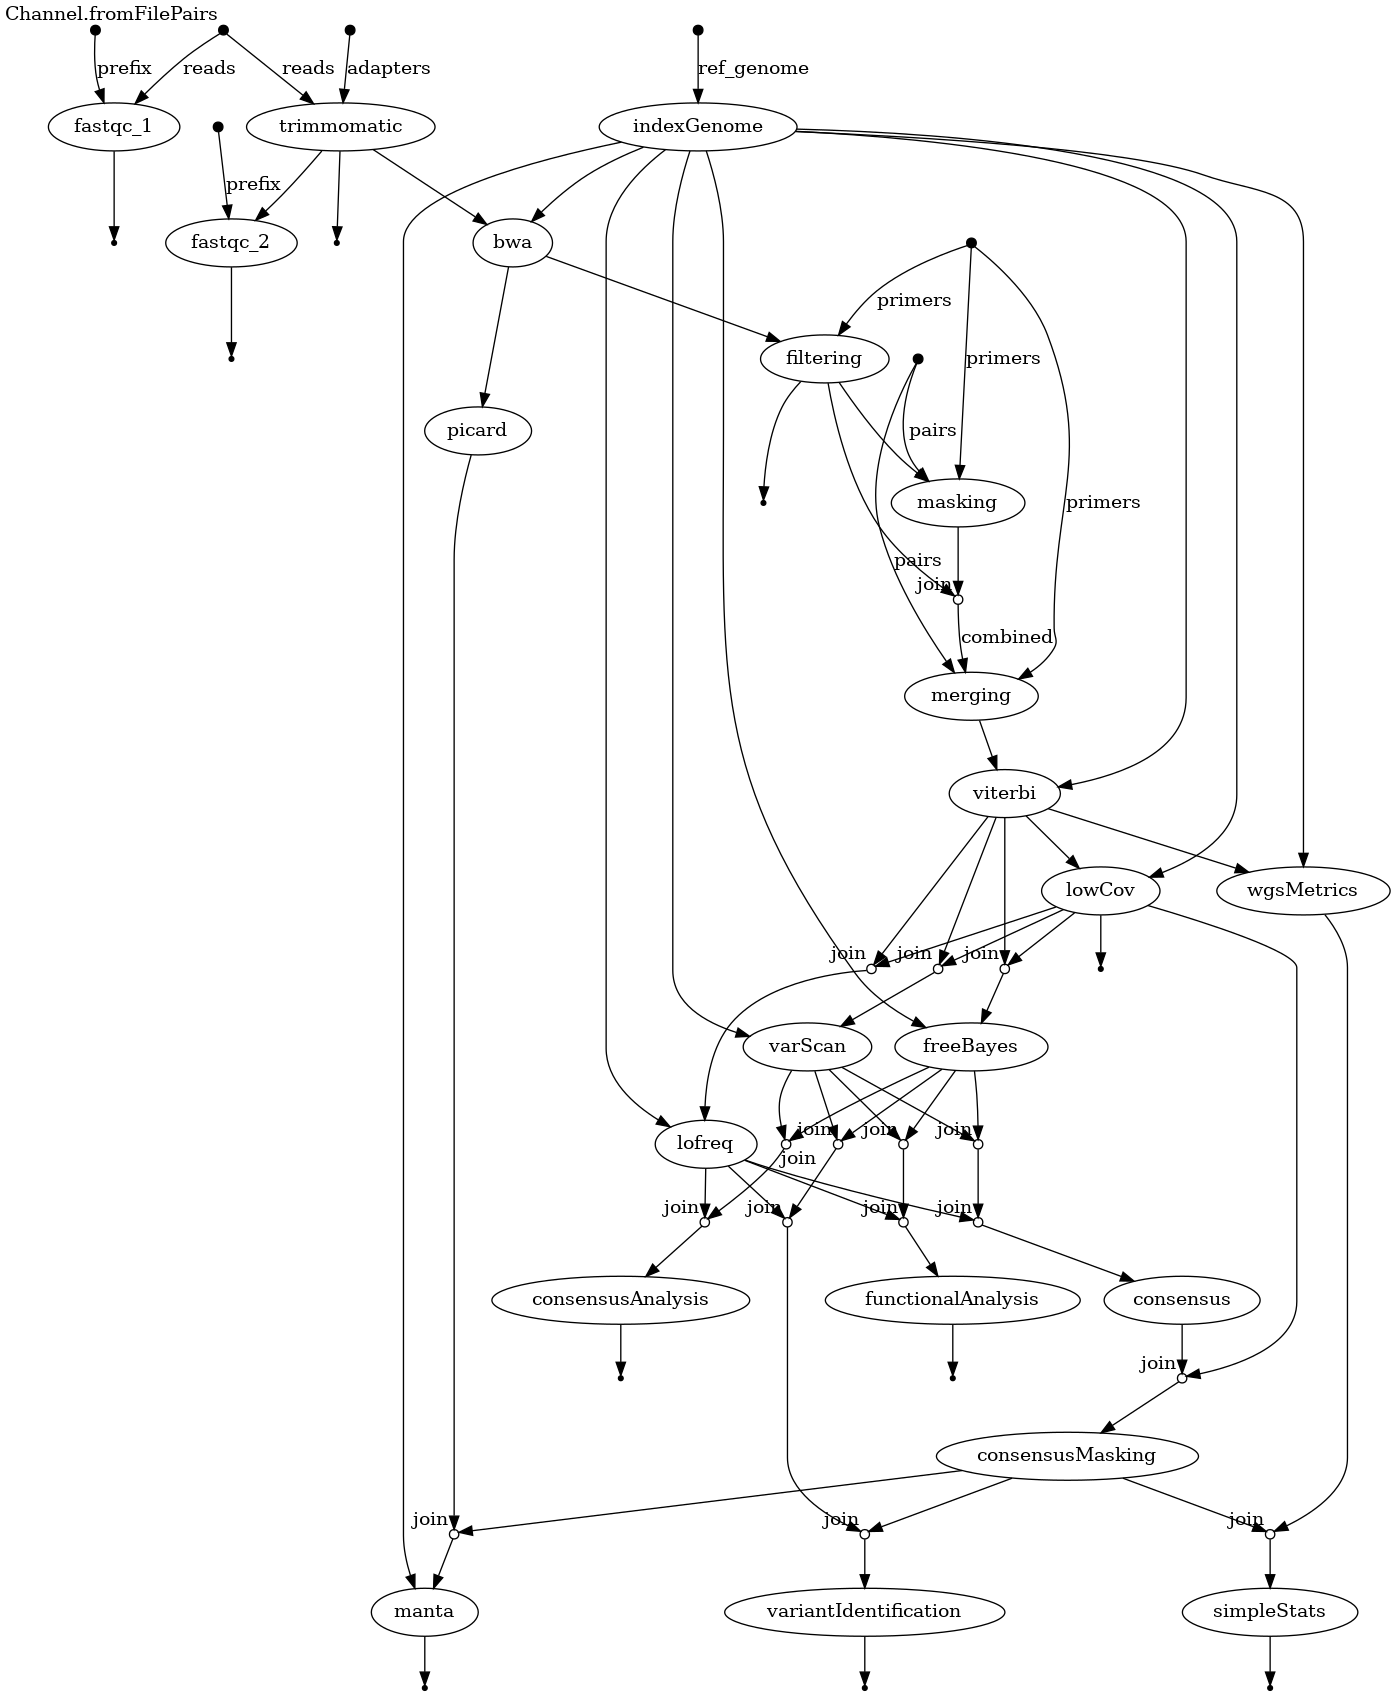 Channel.fromFilePairs
prefix
reads
reads
adapters
ref_genome
fastqc_1
trimmomatic
indexGenome
prefix
fastqc_2
bwa
primers
filtering
primers
picard
pairs
masking
primers
pairs
join
combined
merging
viterbi
lowCov
wgsMetrics
join
join
join
varScan
freeBayes
join
join
join
lofreq
join
join
join
join
join
consensusAnalysis
functionalAnalysis
consensus
join
consensusMasking
join
join
join
manta
variantIdentification
simpleStats